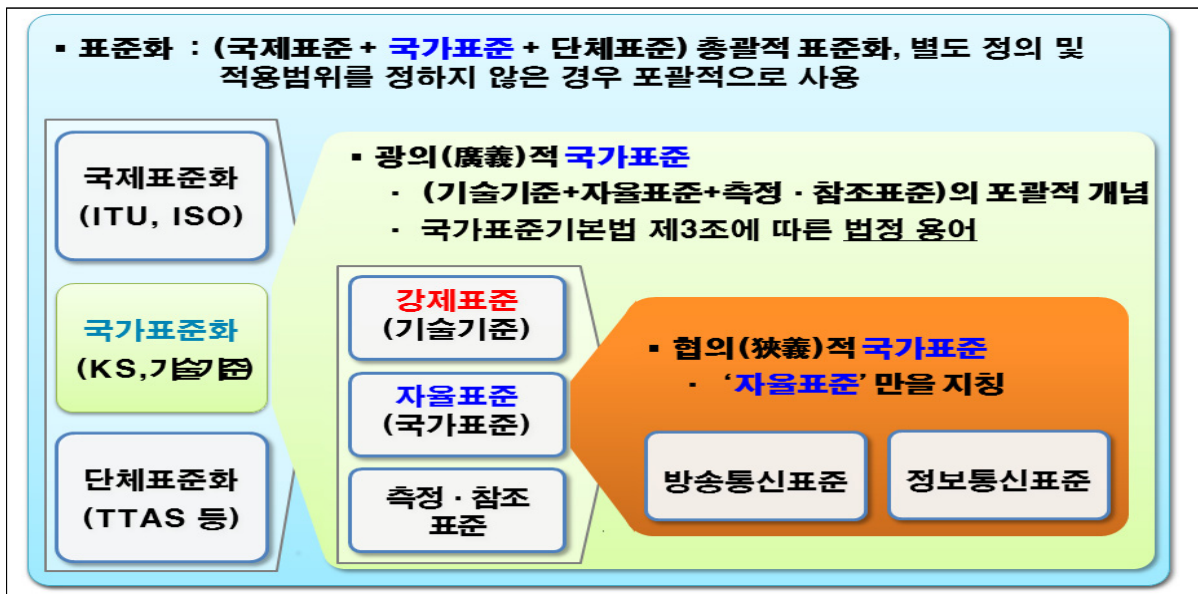 ▪ 표준화 : (국제표준 + 국가표준 + 단체표준) 총괄적 표준화, 별도 정의 및
적용범위를 정하지 않은 경우 포괄적으로 사용
국제표준화
(ITU, ISO)
국가표준화
(KS,기술기준)
단체표준화
(TTAS 등)
▪ 광의(廣義)적 국가표준
· (기술기준+자율표준+측정 · 참조표준)의 포괄적 개념
· 국가표준기본법 제3조에 따른 법정 용어
강제표준
(기술기준)
자율표준
(국가표준)
측정 · 참조
표준
▪ 협의(狹義)적 국가표준
· ‘자율표준’ 만을 지칭
방송통신표준
정보통신표준